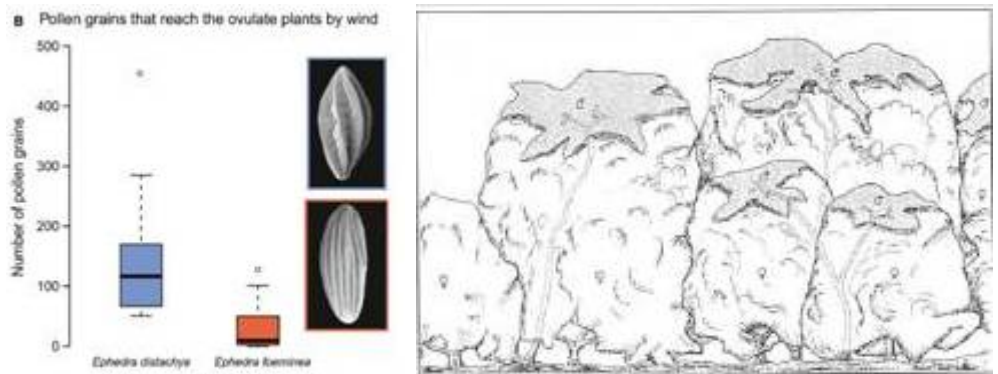 B Pollen grains that reach the ovulate plants by wind
500
400
300
200
100
0
Number of pollen grains
Ephedra distachya Ephedra foeminea